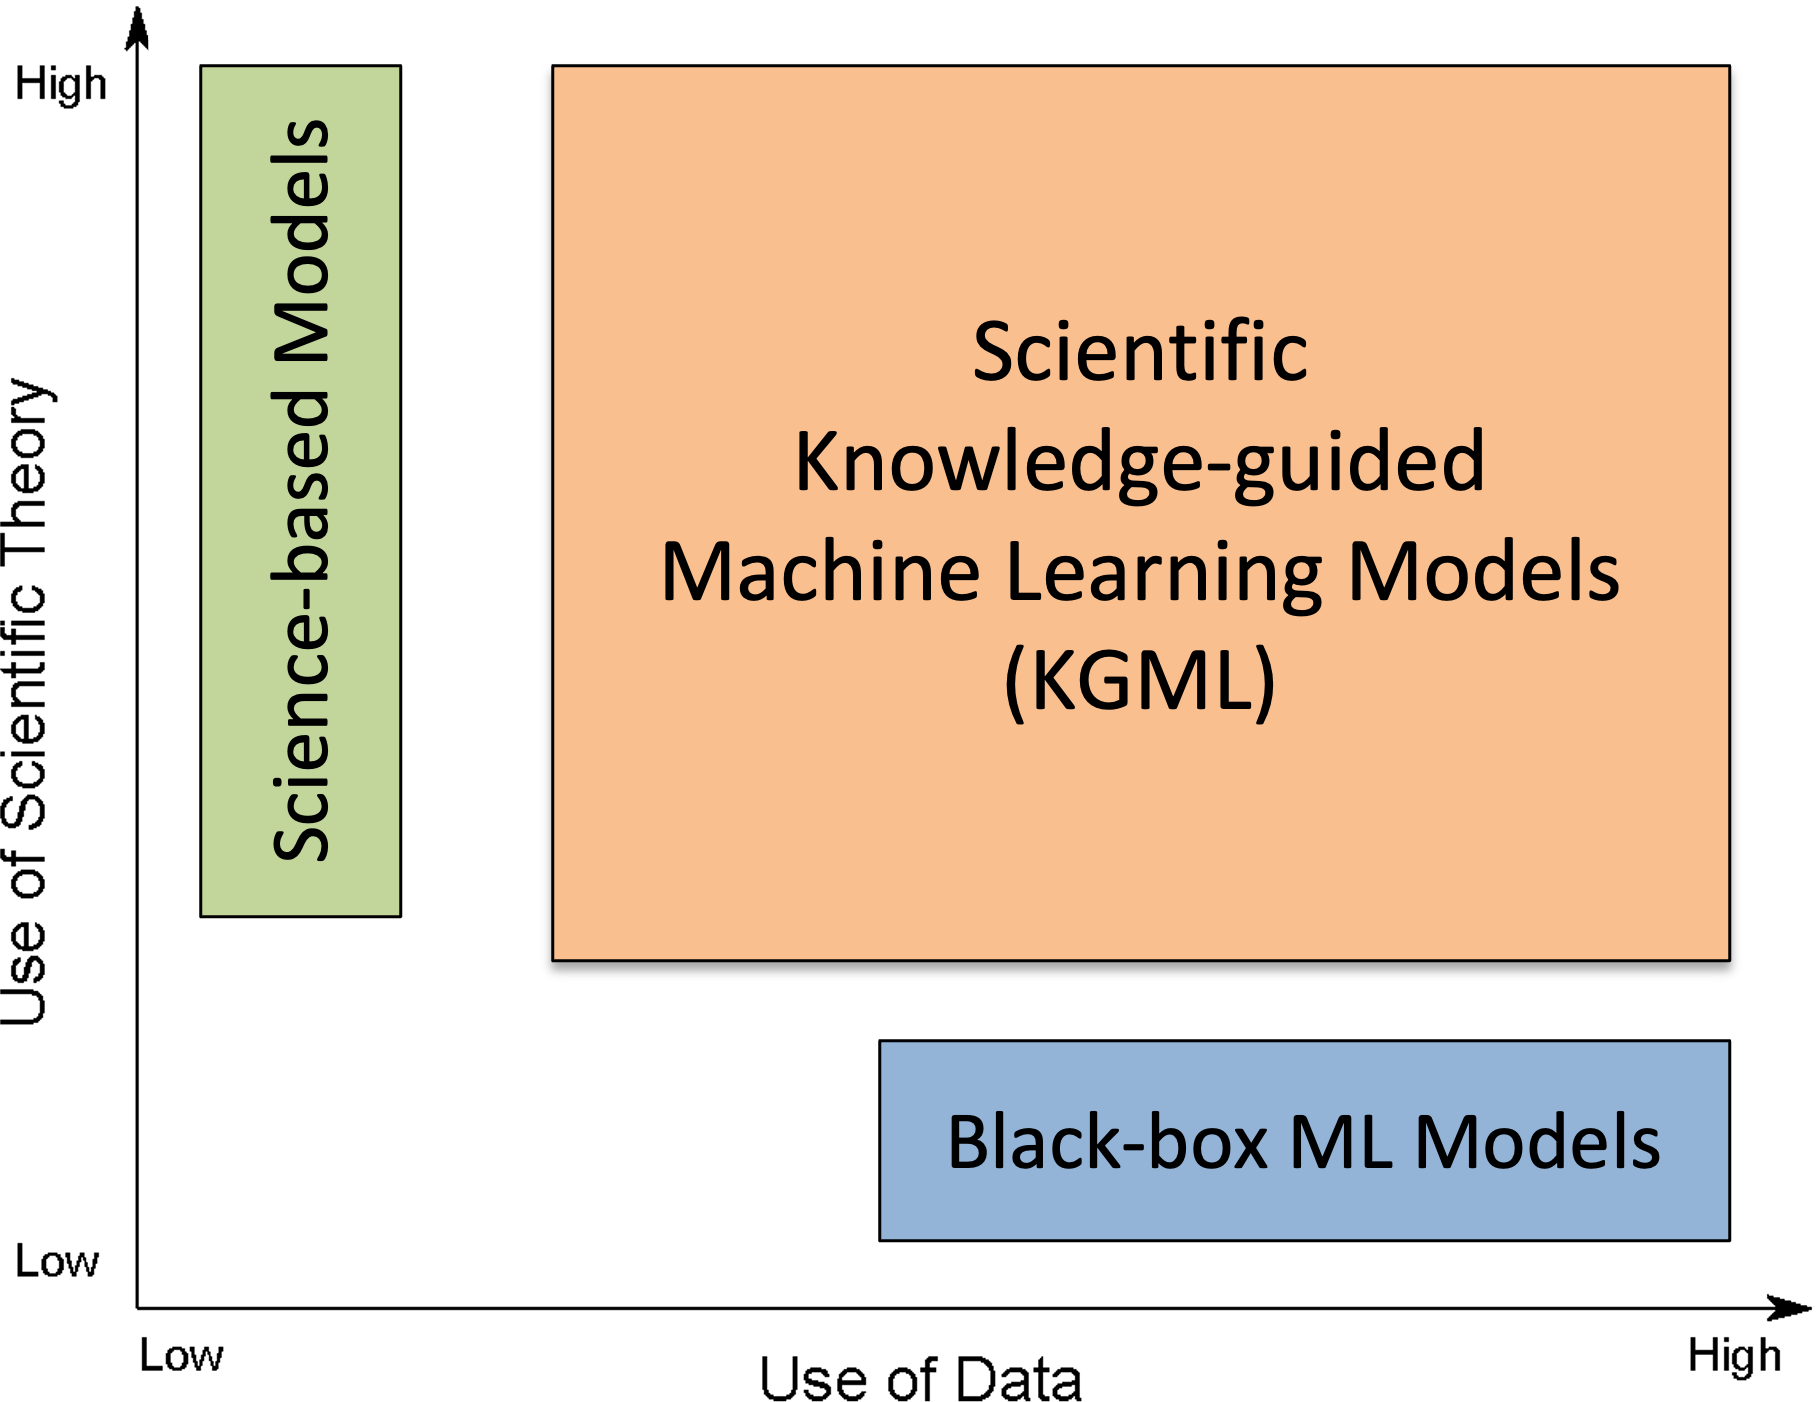 High
Use of Scientific Theory
Science-based Models
Scientific
Knowledge-guided
Machine Learning Models
(KGML)
Black-box ML Models
Low
Low
Use of Data
High